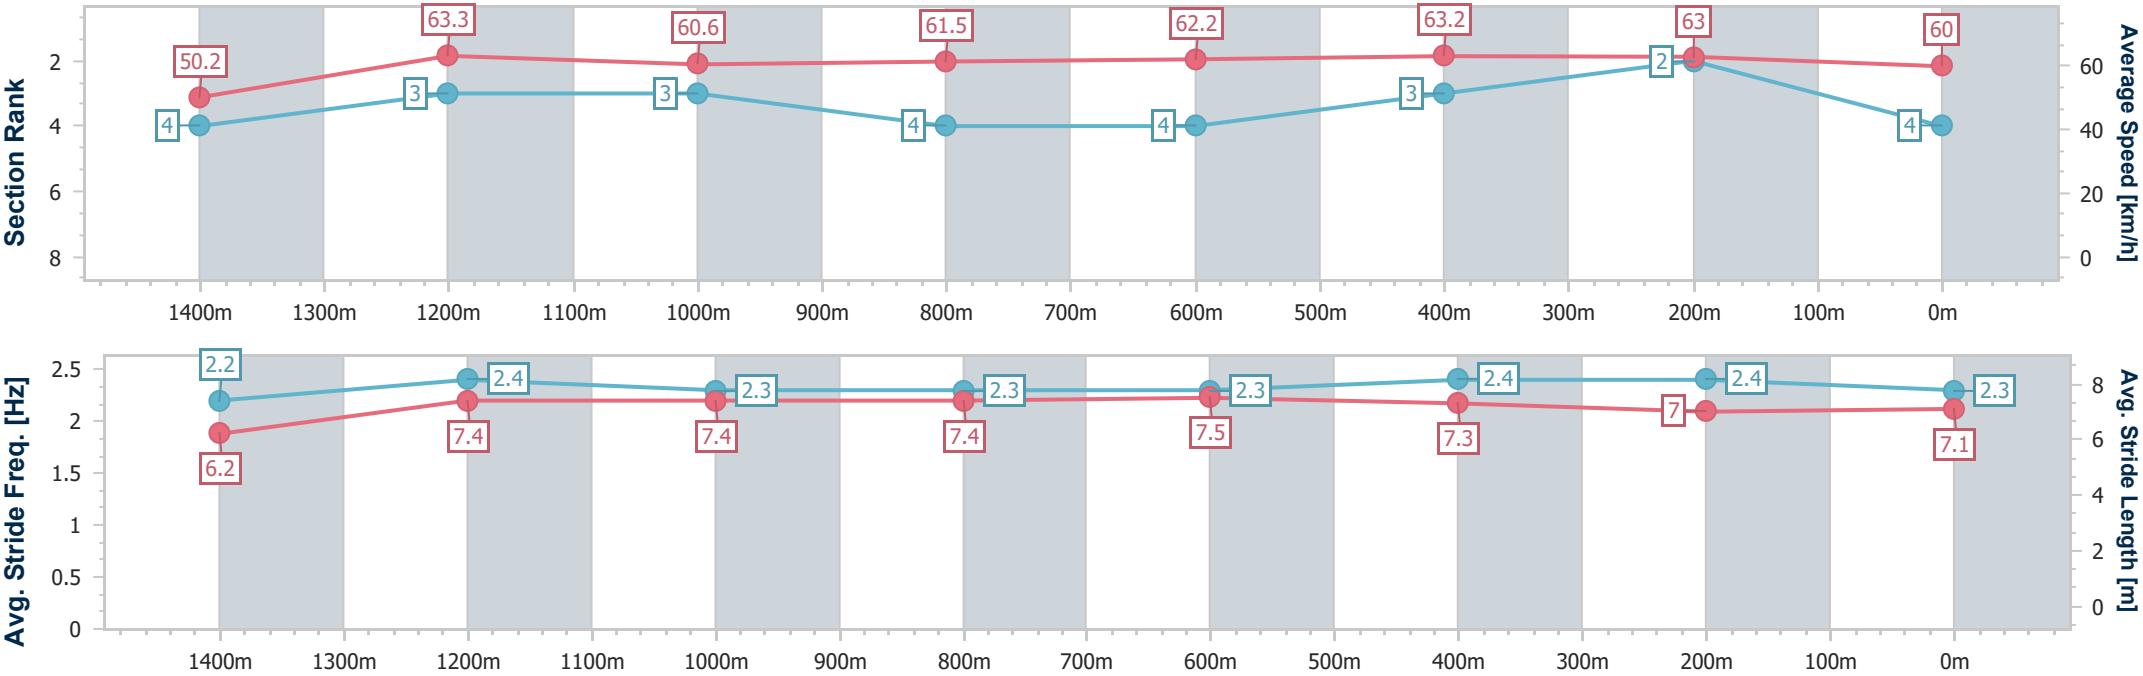 50.2 63.3 60.6 61.5 62.2 63.2 63 60
4 3 3 4 4 3 2 4
Section Rank
2
4
6
8
Average Speed [km/h]
60
40
20
0
1400m 1300m 1200m 1100m 1000m 900m 800m 700m 600m 500m 400m 300m 200m 100m 0m
2.2 2.4 2.3 2.3 2.3 2.4 2.4 2.3
6.2 7.4 7.4 7.4 7.5 7.3 7 7.1
Avg. Stride Freq. [Hz]
2.5
2
1.5
1
0.5
0
Avg. Stride Length [m]
8
6
4
2
0
1400m 1300m 1200m 1100m 1000m 900m 800m 700m 600m 500m 400m 300m 200m 100m 0m